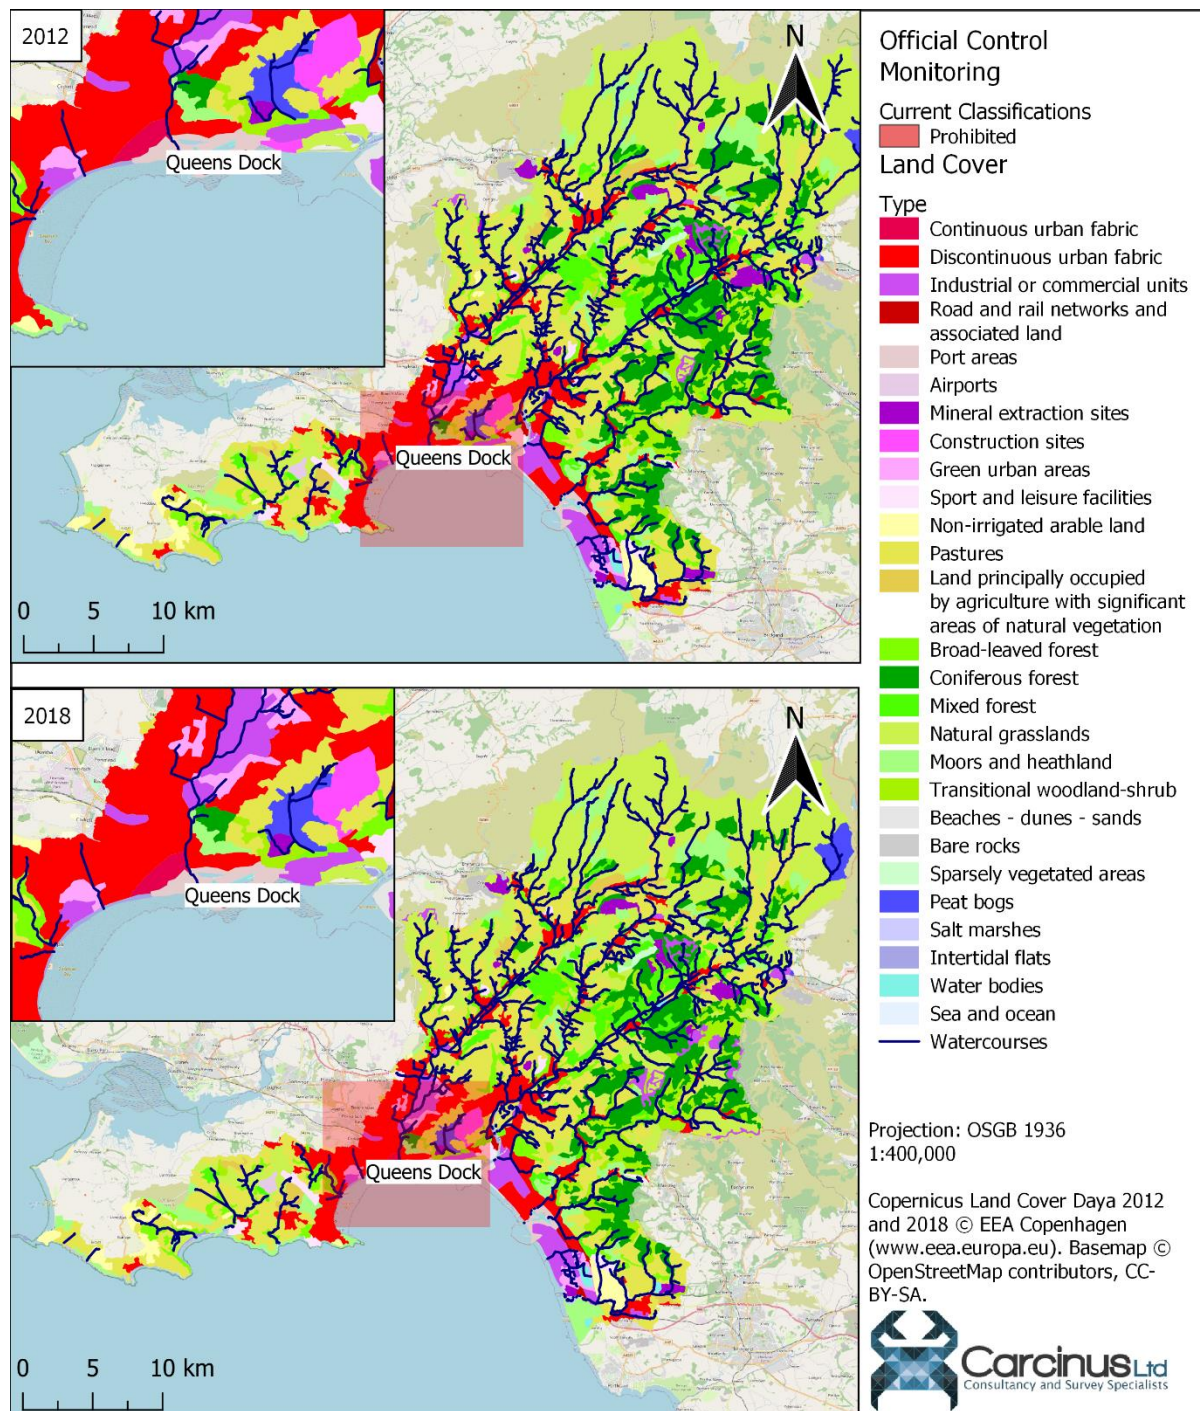 2012
Queens Dock
N
Queens Dock
0 5 10 km
2018
Queens Dock
N
Queens Dock
0 5 10 km
Official Control
Monitoring
Current Classifications
Prohibited
Land Cover
Type
Continuous urban fabric
Discontinuous urban fabric
Industrial or commercial units
Road and rail networks and
associated land
Port areas
Airports
Mineral extraction sites
Construction sites
Green urban areas
Sport and leisure facilities
Non-irrigated arable land
Pastures
Land principally occupied
by agriculture with significant
areas of natural vegetation
Broad-leaved forest
Coniferous forest
Mixed forest
Natural grasslands
Moors and heathland
Transitional woodland-shrub
Beaches - dunes - sands
Bare rocks
Sparsely vegetated areas
Peat bogs
Salt marshes
Intertidal flats
Water bodies
Sea and ocean
Watercourses
Projection: OSGB 1936
1:400,000
Copernicus Land Cover Daya 2012
and 2018 © EEA Copenhagen
(www.eea.europa.eu). Basemap ©
OpenStreetMap contributors, CC-
BY-SA.
Carcinus Ltd
Consultancy and Survey Specialists